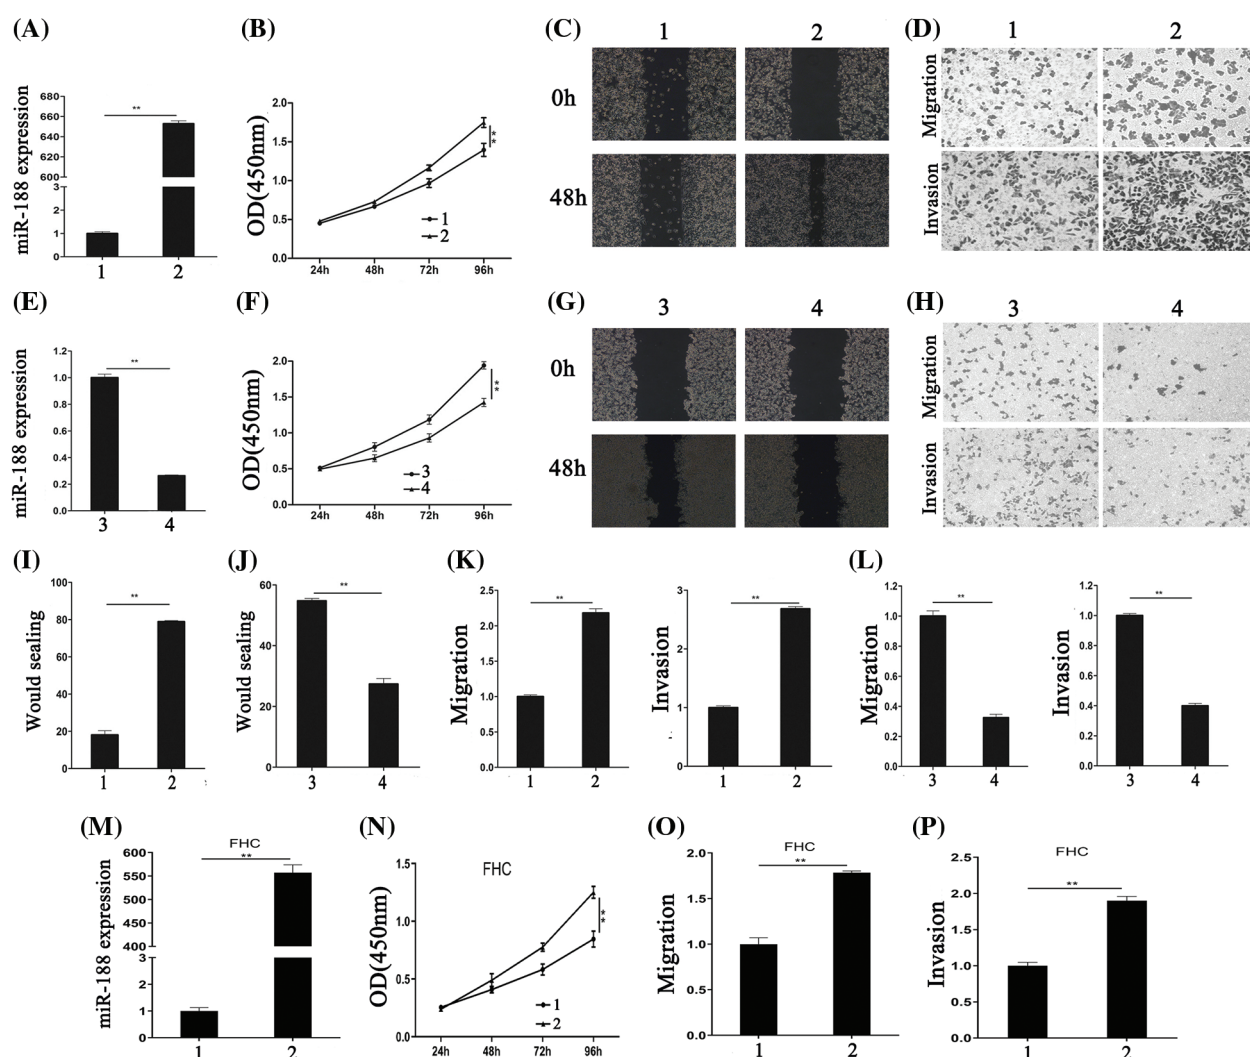 (A)
miR-188 expression
680
660
640
620
600
3
2
1
0
**
1 2
(B)
OD(450nm)
2.0
1.5
1.0
0.5
0.0
**
1
2
24h 48h 72h 96h
(C)
1 2
0h
48h
(D)
1 2
Migration
Invasion
(E)
miR-188 expression
1.2
1.0
0.8
0.6
0.4
0.2
0.0
**
3 4
(F)
OD(450nm)
2.0
1.5
1.0
0.5
0.0
**
3
4
24h 48h 72h 96h
(G)
3 4
0h
48h
(H)
3 4
Migration
Invasion
(I)
Would sealing
100
80
60
40
20
0
**
1 2
(J)
Would sealing
60
40
20
0
**
3 4
(K)
Migration
2.5
2.0
1.5
1.0
0.5
0.0
**
1 2
Invasion
3
2
1
0
**
1 2
(L)
Migration
1.2
1.0
0.8
0.6
0.4
0.2
0.0
**
3 4
Invasion
1.2
1.0
0.8
0.6
0.4
0.2
0.0
**
3 4
(M)
FHC
miR-188 expression
600
550
500
450
400
3
2
1
0
**
1 2
(N)
FHC
OD(450nm)
1.5
1.0
0.5
0.0
**
1
2
24h 48h 72h 96h
(O)
FHC
Migration
2.0
1.5
1.0
0.5
0.0
**
1 2
(P)
FHC
Invasion
2.5
2.0
1.5
1.0
0.5
0.0
**
1 2